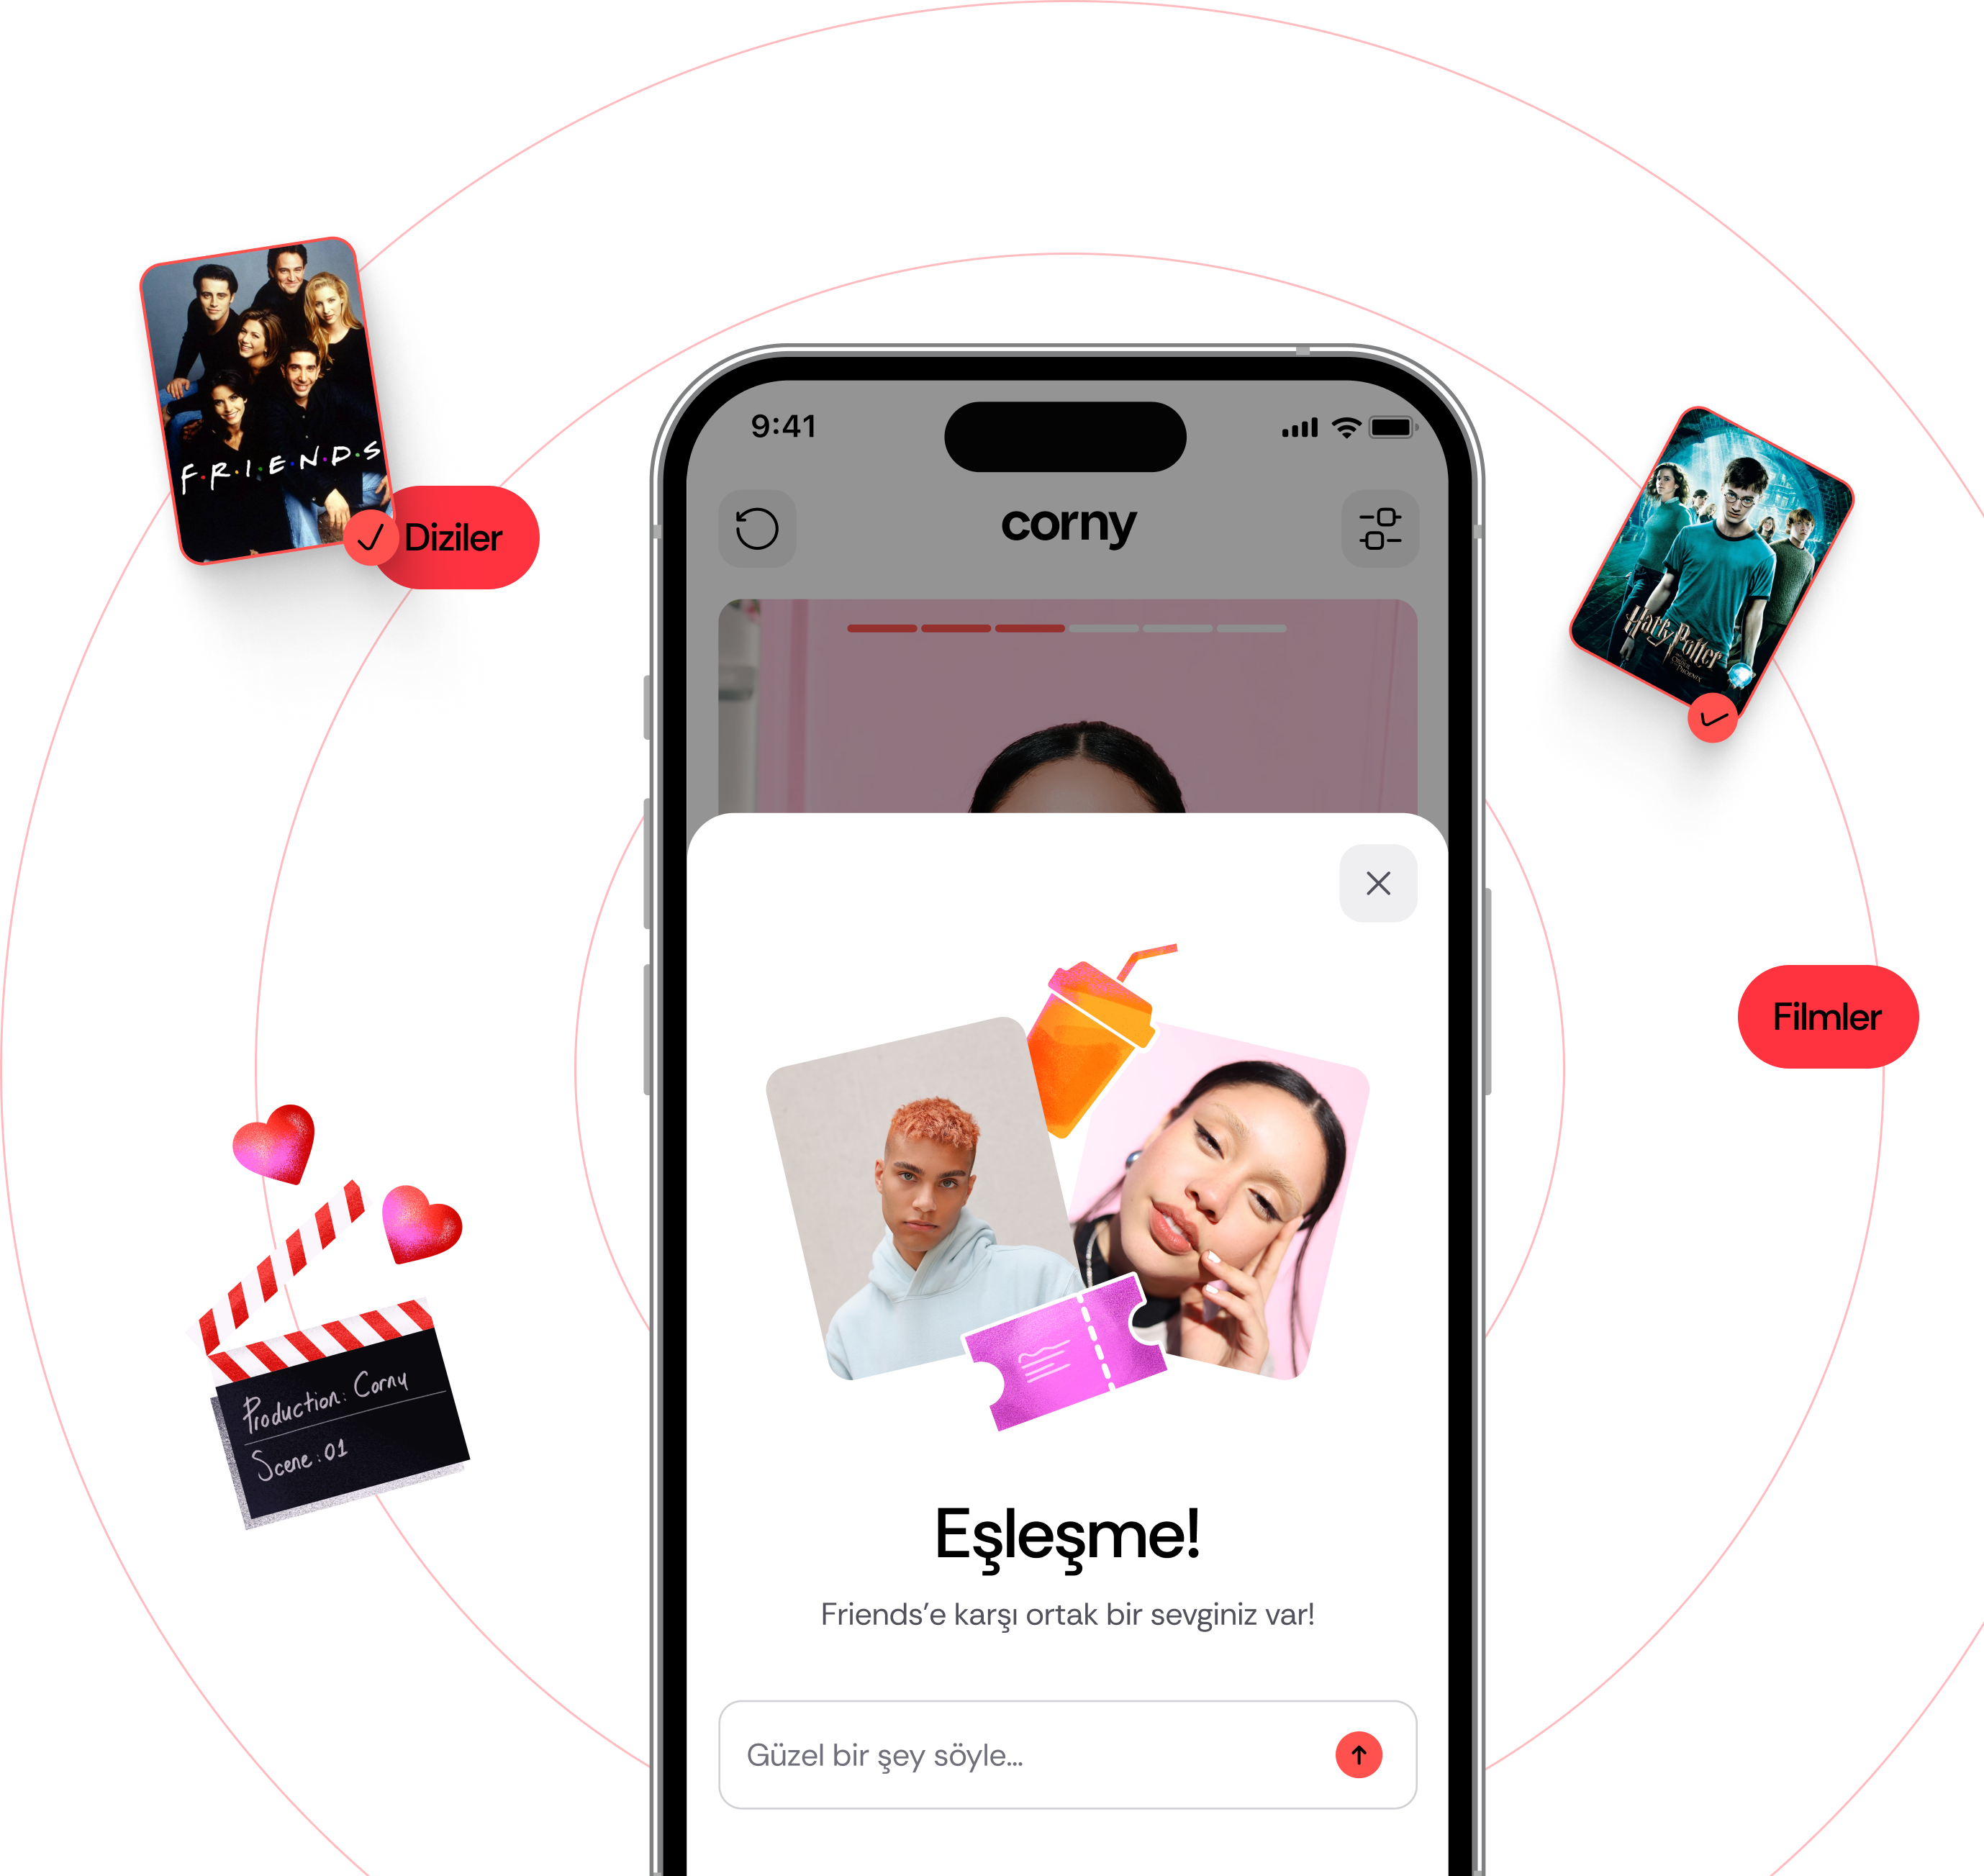 F•R•I•E•N•D•S
Diziler
9:41
corny
Harry Potter
Filmler
Production: Corny
Scene: 01
Eşleşme!
Friends’e karşı ortak bir sevginiz var!
Güzel bir şey söyle...